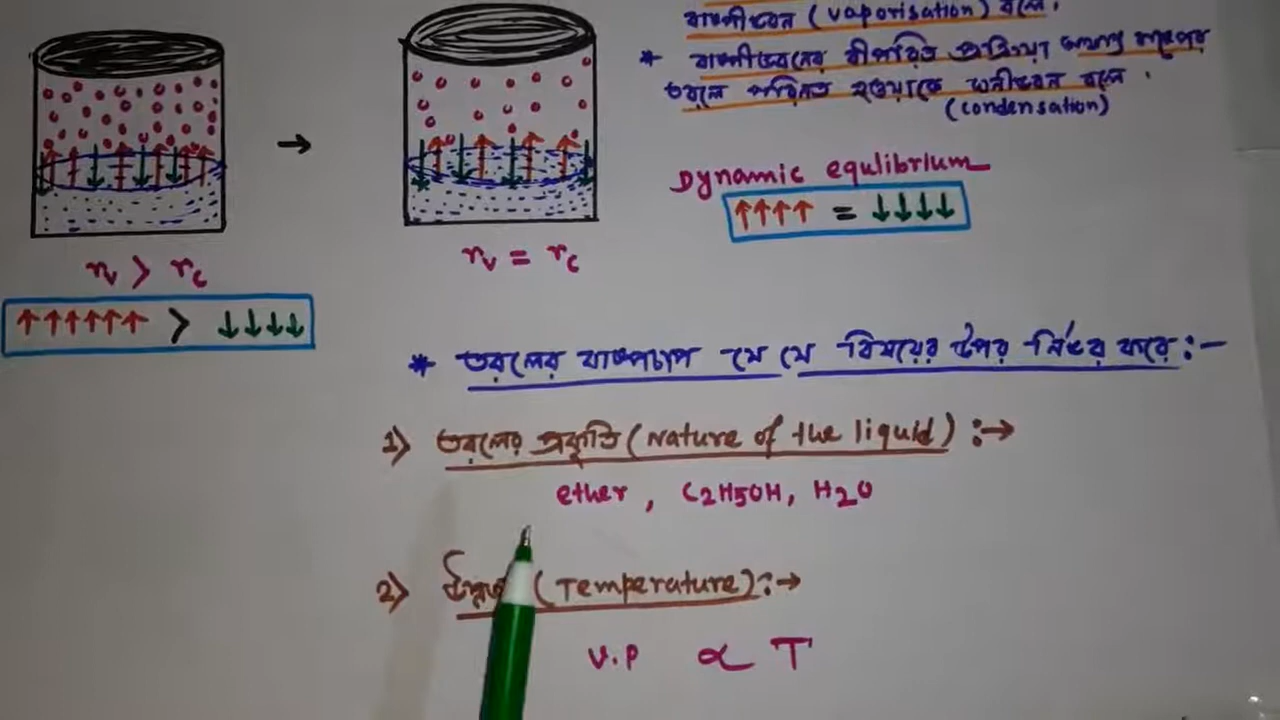 বাষ্পীভবন (vaporisation) বলে।
* বাষ্পীভবনের বীপরিত প্রক্রিয়া অর্থাৎ বাষ্পের
তরলে পরিনত হওয়াকে ঘনীভবন বলে .
(condensation)
Dynamic equlibrium
↑↑↑↑ = ↓↓↓↓
rv > rc
rv = rc
↑↑↑↑↑↑ > ↓↓↓↓
* তরলের বাষ্পচাপ যে যে বিষয়ের উপর নির্ভর করে :-
1) তরলের প্রকৃতি (Nature of the liquid) :→
ether, C2H5OH, H2O
2) (Temperature) :→
V.P ∝ T